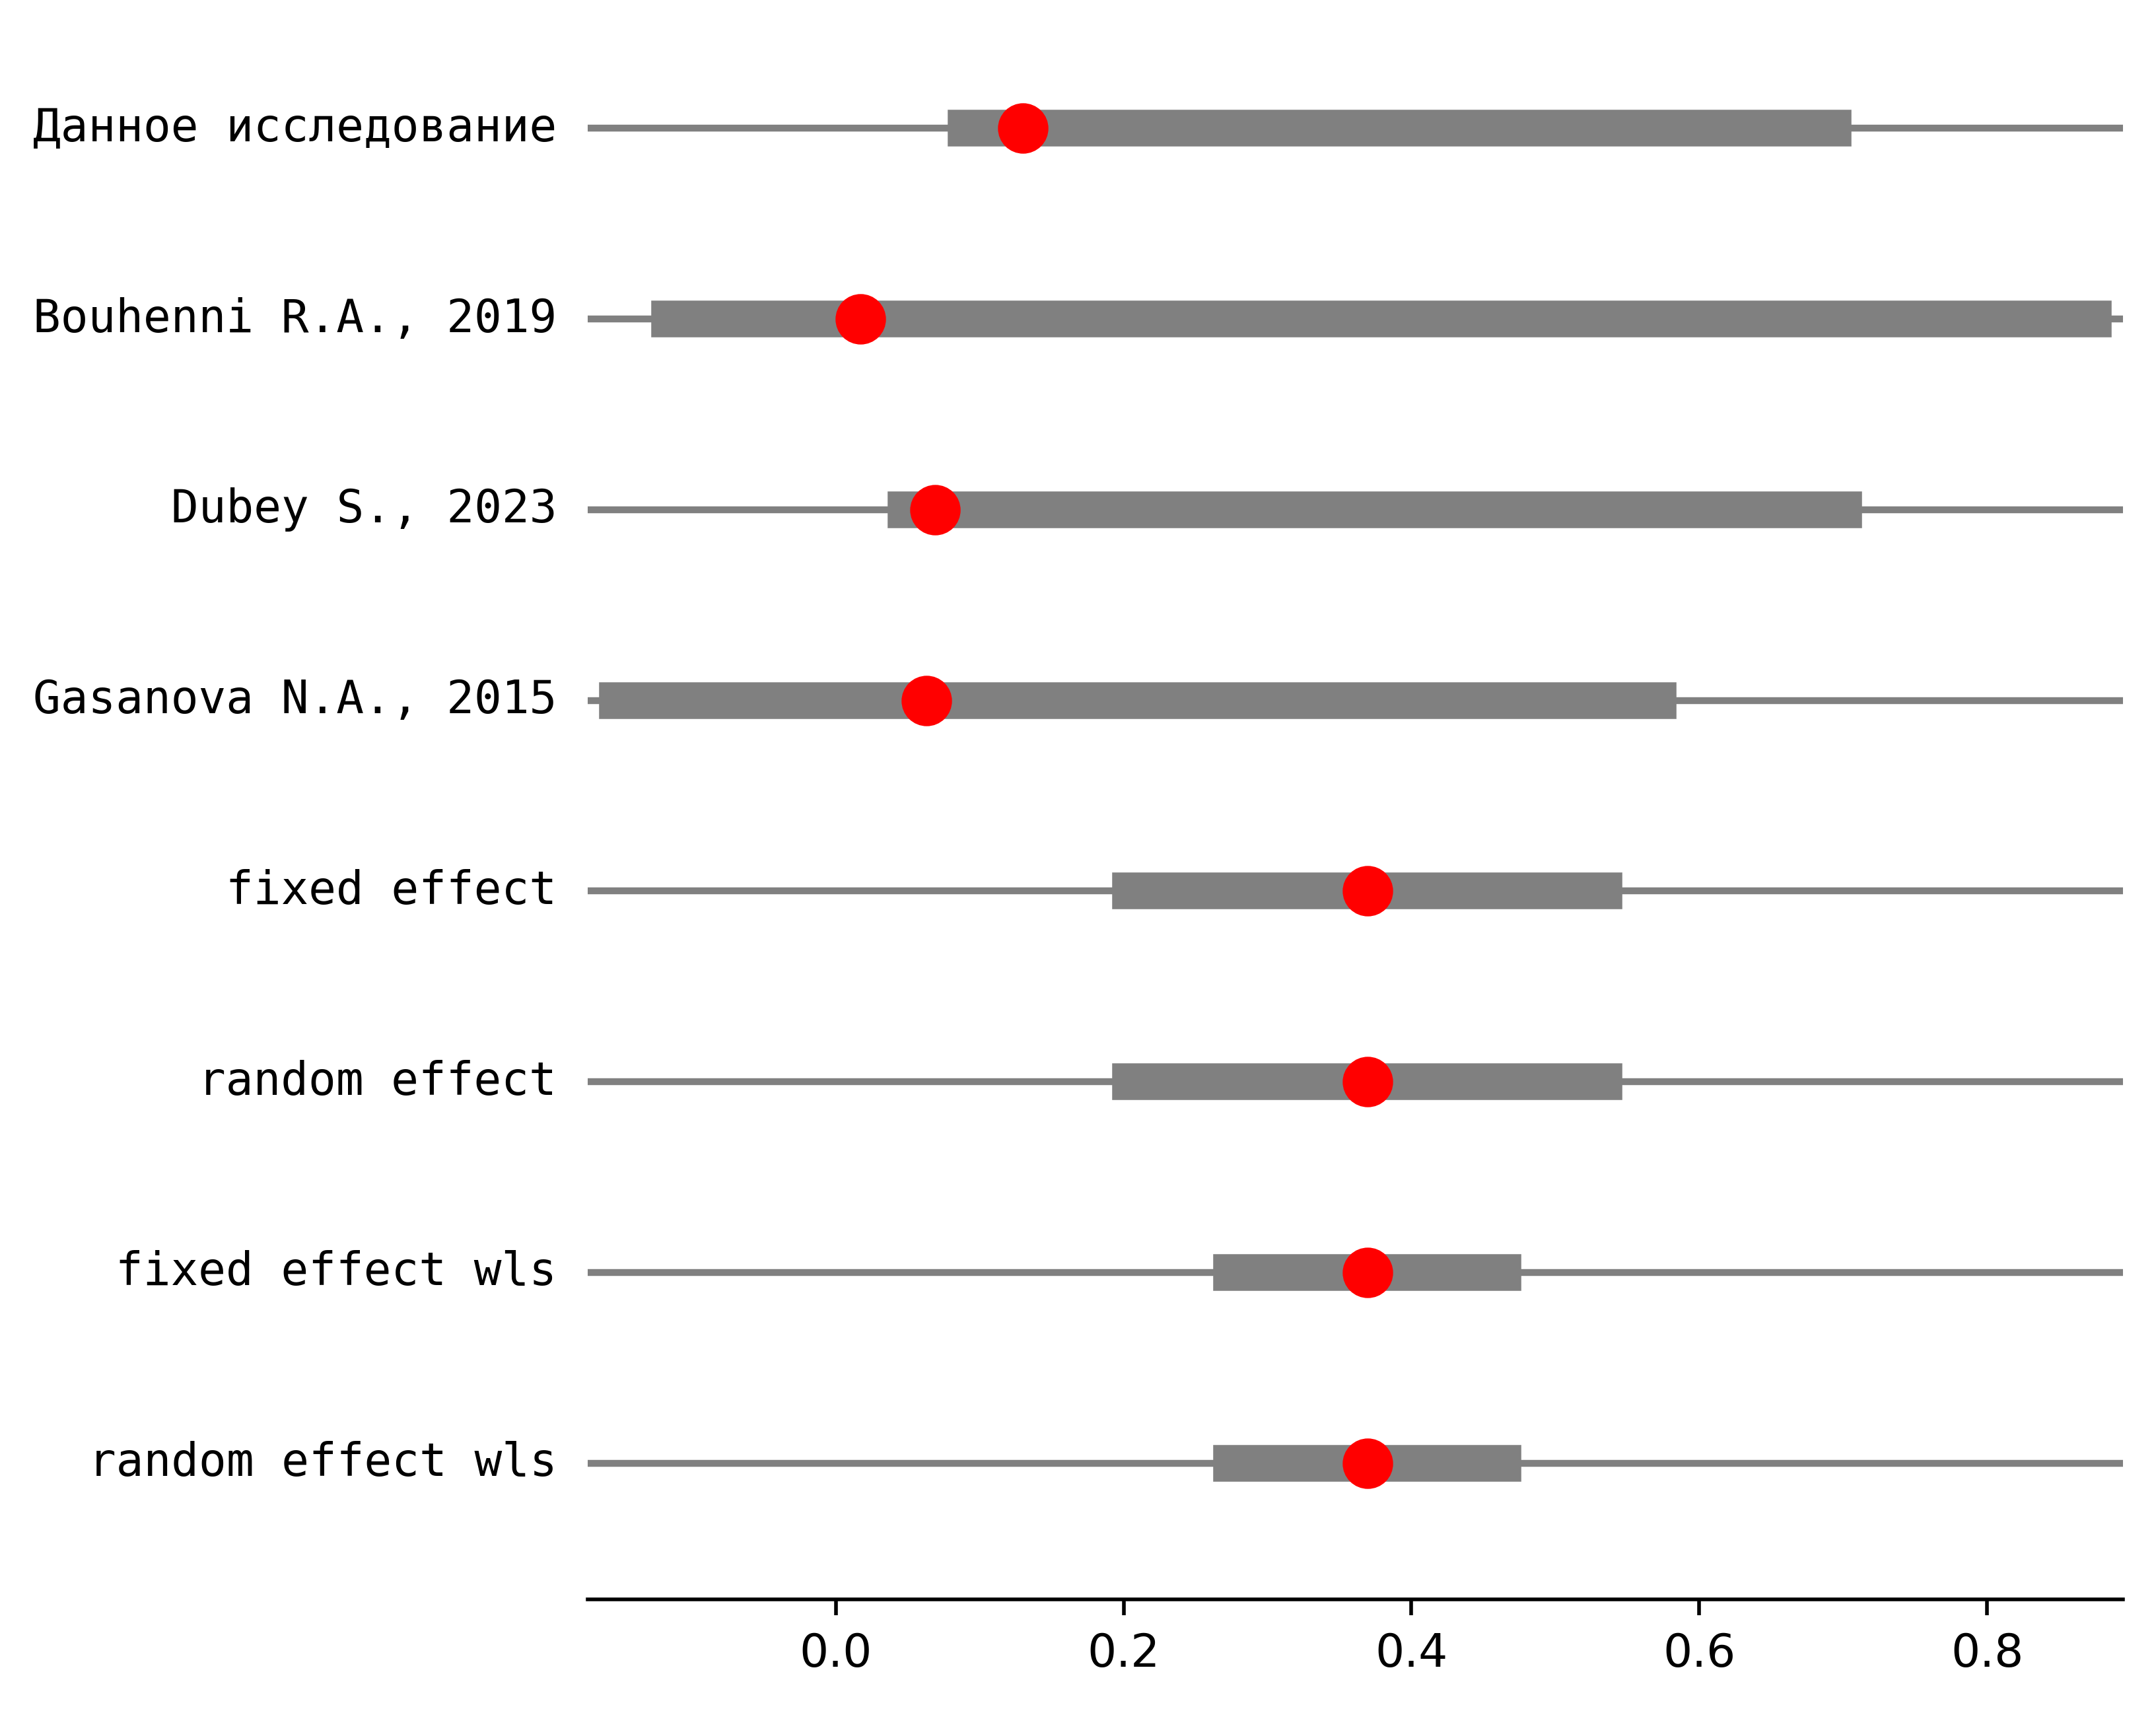 Данное исследование
Bouhenni R.A., 2019
Dubey S., 2023
Gasanova N.A., 2015
fixed effect
random effect
fixed effect wls
random effect wls
0.0 0.2 0.4 0.6 0.8